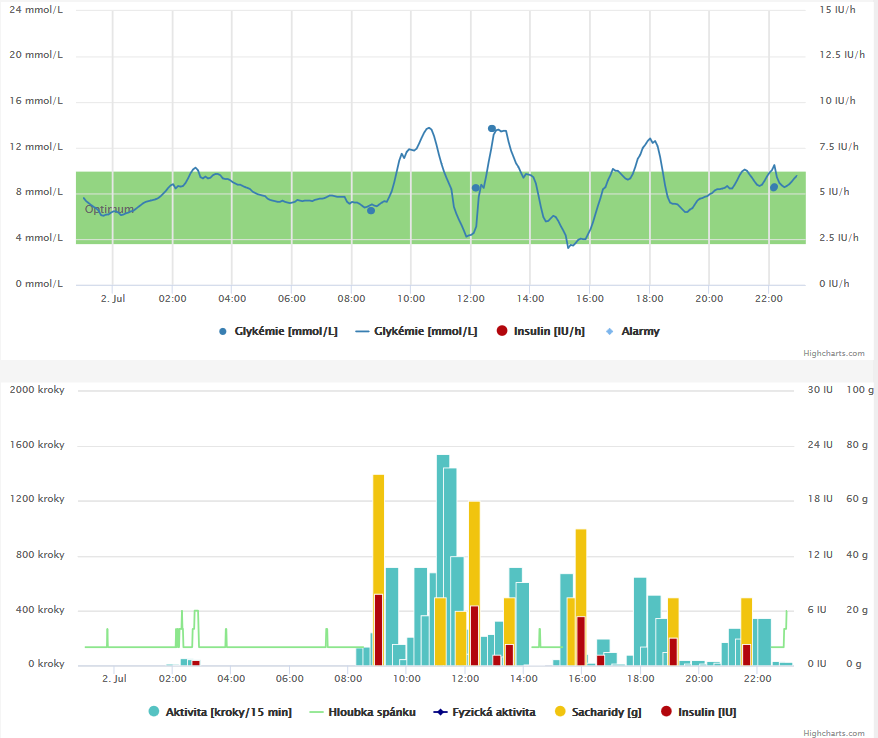 24 mmol/L 15 IU/h
20 mmol/L 12.5 IU/h
16 mmol/L 10 IU/h
12 mmol/L 7.5 IU/h
8 mmol/L 5 IU/h
Optimum
4 mmol/L 2.5 IU/h
0 mmol/L 0 IU/h
2. Jul 02:00 04:00 06:00 08:00 10:00 12:00 14:00 16:00 18:00 20:00 22:00
Glykémie [mmol/L] Glykémie [mmol/L] Insulin [IU/h] Alarmy
Highcharts.com
2000 kroky 30 IU 100 g
1600 kroky 24 IU 80 g
1200 kroky 18 IU 60 g
800 kroky 12 IU 40 g
400 kroky 6 IU 20 g
0 kroky 0 IU 0 g
2. Jul 02:00 04:00 06:00 08:00 10:00 12:00 14:00 16:00 18:00 20:00 22:00
Aktivita [kroky/15 min] Hloubka spánku Fyzická aktivita Sacharidy [g] Insulin [IU]
Highcharts.com